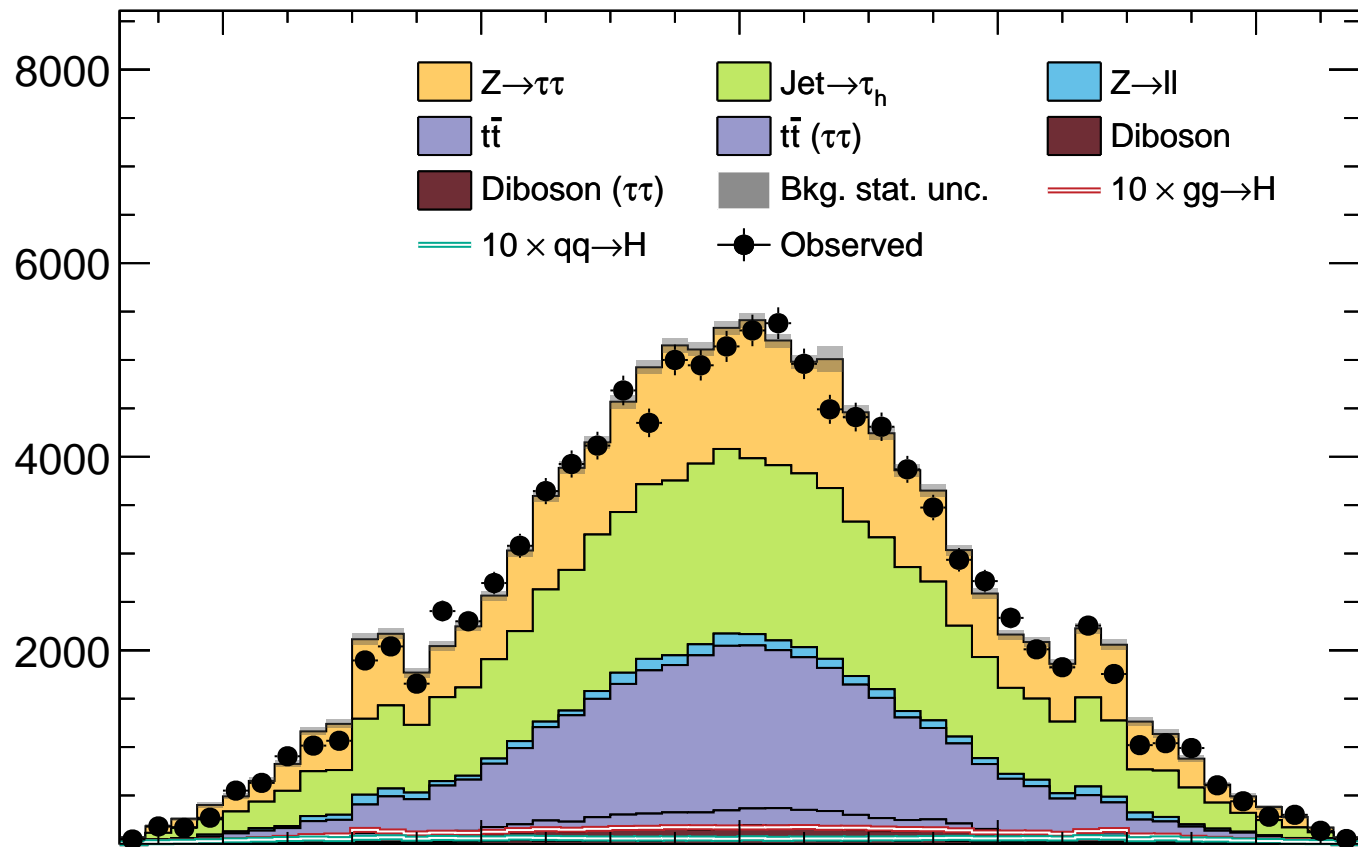 8000
Z→ττ Jet→τ_h Z→ll
tt̄ tt̄ (ττ) Diboson
Diboson (ττ) Bkg. stat. unc. 10 × gg→H
10 × qq→H Observed
6000
4000
2000